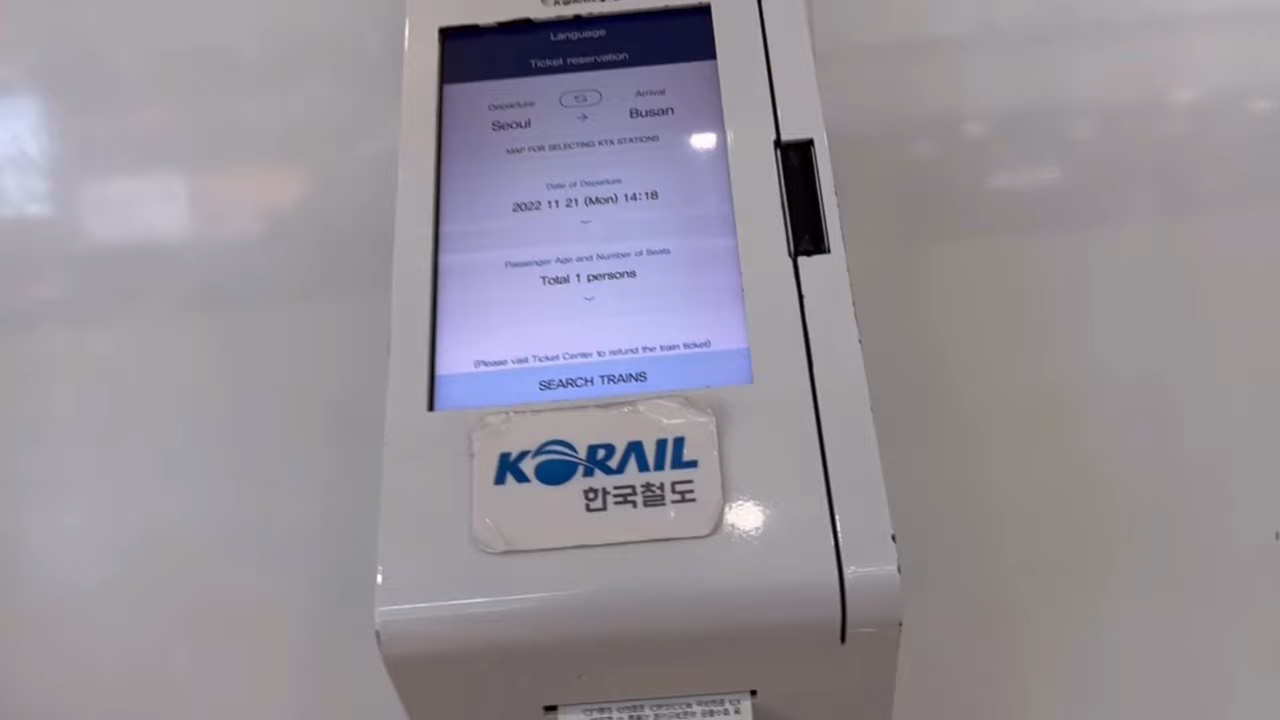 Language
Ticket reservation
Departure
Arrival
Seoul → Busan
MAP FOR SELECTING KTX STATIONS
Date of Departure
2022 11 21 (Mon) 14:18
Passenger Age and Number of Seats
Total 1 persons
(Please visit Ticket Center to refund the train ticket)
SEARCH TRAINS
KORAIL
한국철도